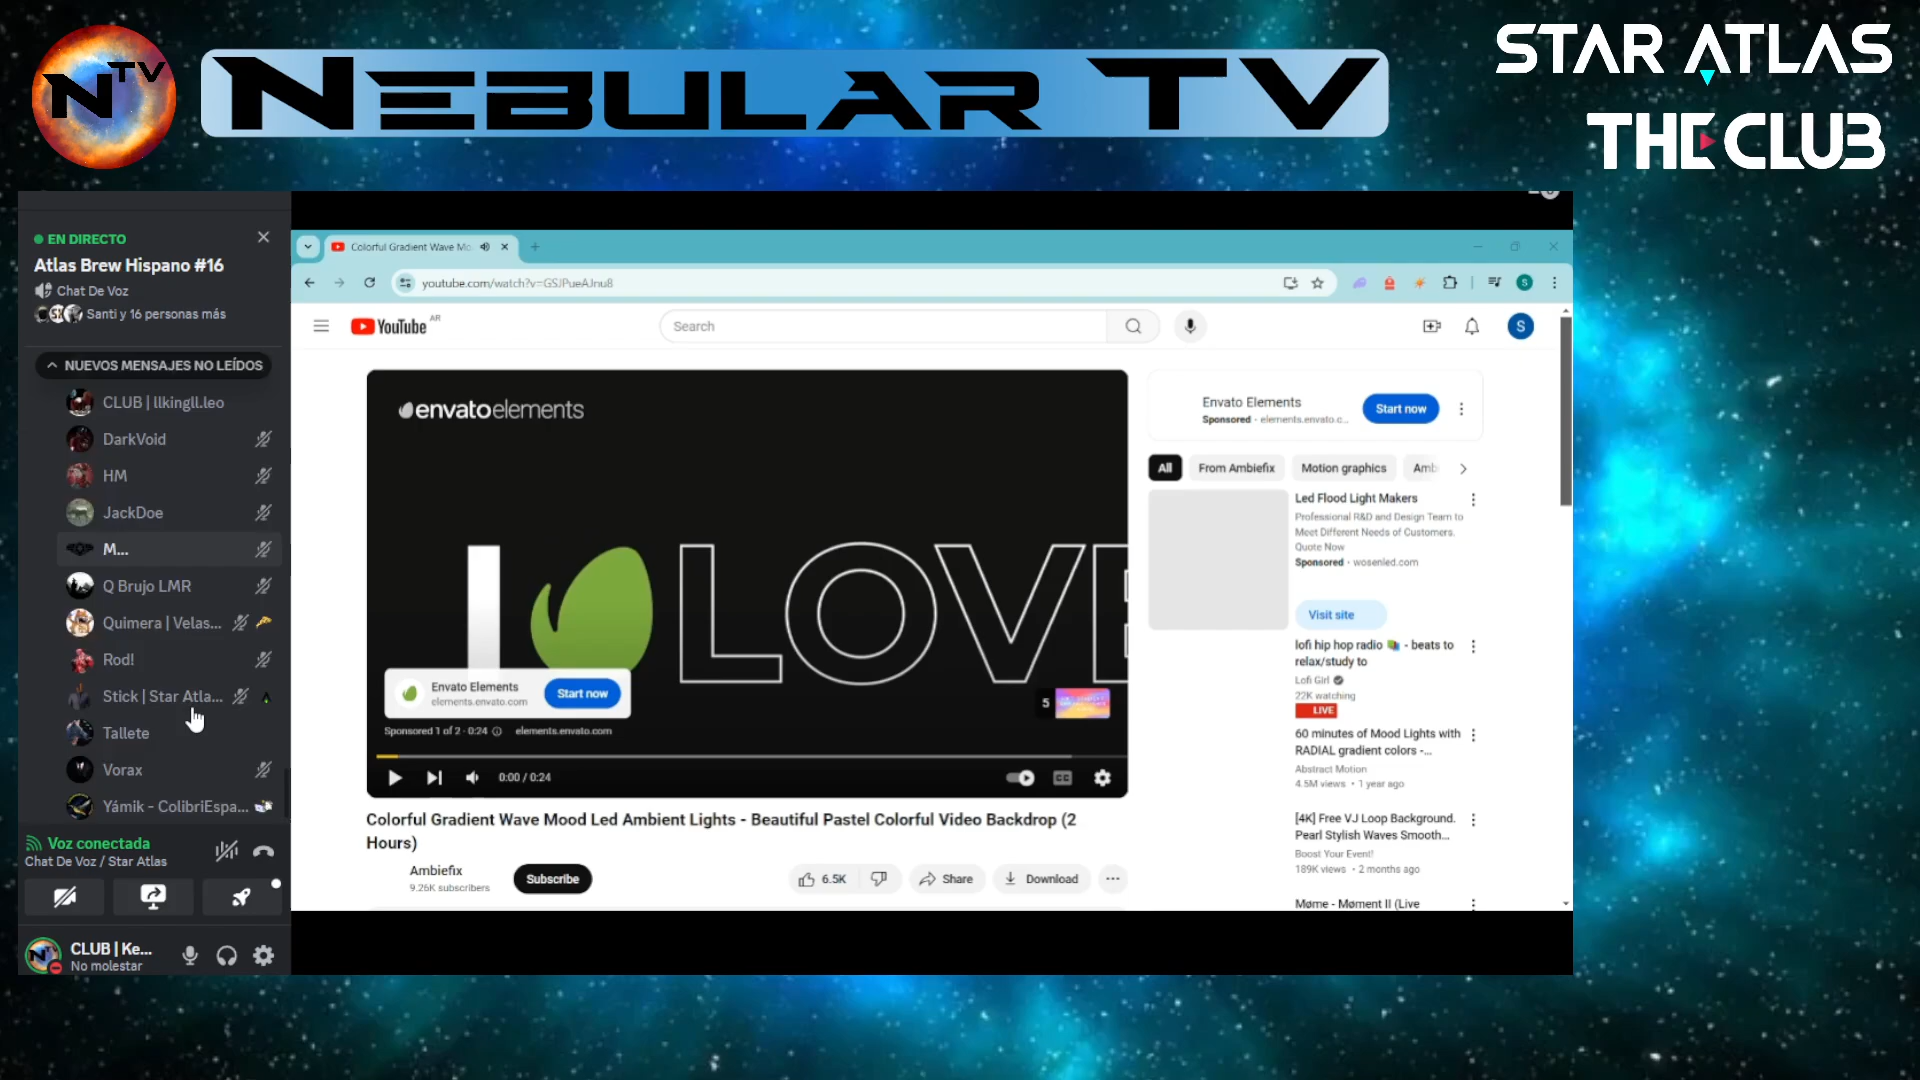 NTV
NEBULAR TV
STAR ATLAS
THE CLUB
EN DIRECTO
Atlas Brew Hispano #16
Chat De Voz
Santi y 16 personas más
NUEVOS MENSAJES NO LEÍDOS
CLUB | llkingll.leo
DarkVoid
HM
JackDoe
M...
Q Brujo LMR
Quimera | Velas...
Rod!
Stick | Star Atla...
Tallete
Vorax
Yámik - ColibriEspa...
Voz conectada
Chat De Voz / Star Atlas
CLUB | Ke...
No molestar
Colorful Gradient Wave Mo
youtube.com/watch?v=GSJPueAJnu8
YouTube AR
Search
S
envatoelements
I LOVE
Envato Elements
elements.envato.com
Start now
5
Sponsored 1 of 2 · 0:24 elements.envato.com
0:00 / 0:24
CC
Colorful Gradient Wave Mood Led Ambient Lights - Beautiful Pastel Colorful Video Backdrop (2
Hours)
Ambiefix
9.26K subscribers
Subscribe
6.5K
Share
Download
Envato Elements
Sponsored · elements.envato.c...
Start now
All
From Ambiefix
Motion graphics
Amb
Led Flood Light Makers
Professional R&D and Design Team to
Meet Different Needs of Customers.
Quote Now
Sponsored · wosenled.com
Visit site
lofi hip hop radio 📚 - beats to
relax/study to
Lofi Girl
22K watching
LIVE
60 minutes of Mood Lights with
RADIAL gradient colors -...
Abstract Motion
4.5M views · 1 year ago
[4K] Free VJ Loop Background.
Pearl Stylish Waves Smooth...
Boost Your Event!
189K views · 2 months ago
Møme - Møment II (Live